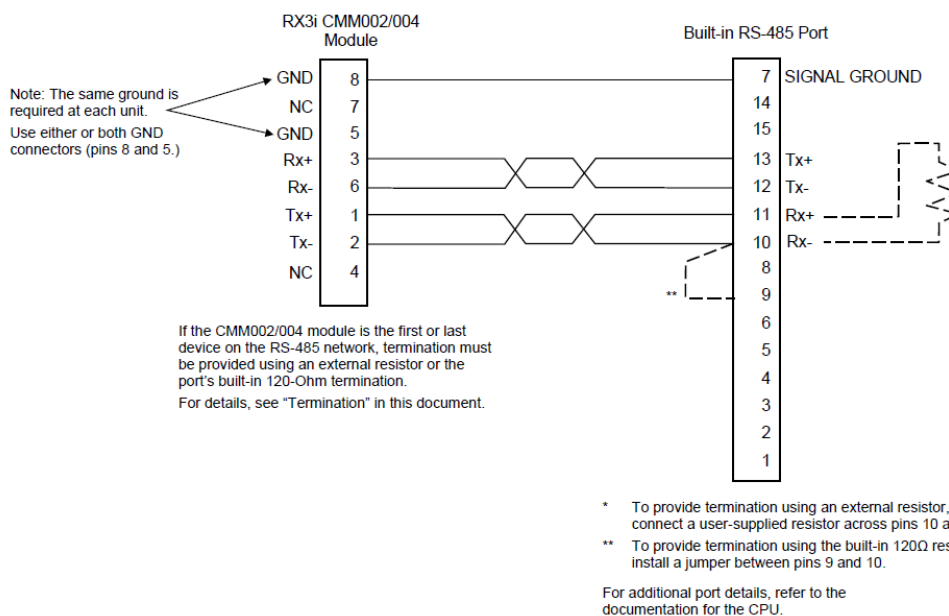 RX3i CMM002/004
Module
Built-in RS-485 Port
Note: The same ground is
required at each unit.
Use either or both GND
connectors (pins 8 and 5.)
GND 8
NC 7
GND 5
Rx+ 3
Rx- 6
Tx+ 1
Tx- 2
NC 4
7 SIGNAL GROUND
14
15
13 Tx+
12 Tx-
11 Rx+
10 Rx-
8
** 9
6
5
4
3
2
1
If the CMM002/004 module is the first or last
device on the RS-485 network, termination must
be provided using an external resistor or the
port's built-in 120-Ohm termination.
For details, see “Termination” in this document.
* To provide termination using an external resistor,
connect a user-supplied resistor across pins 10
** To provide termination using the built-in 120Ω
install a jumper between pins 9 and 10.
For additional port details, refer to the
documentation for the CPU.